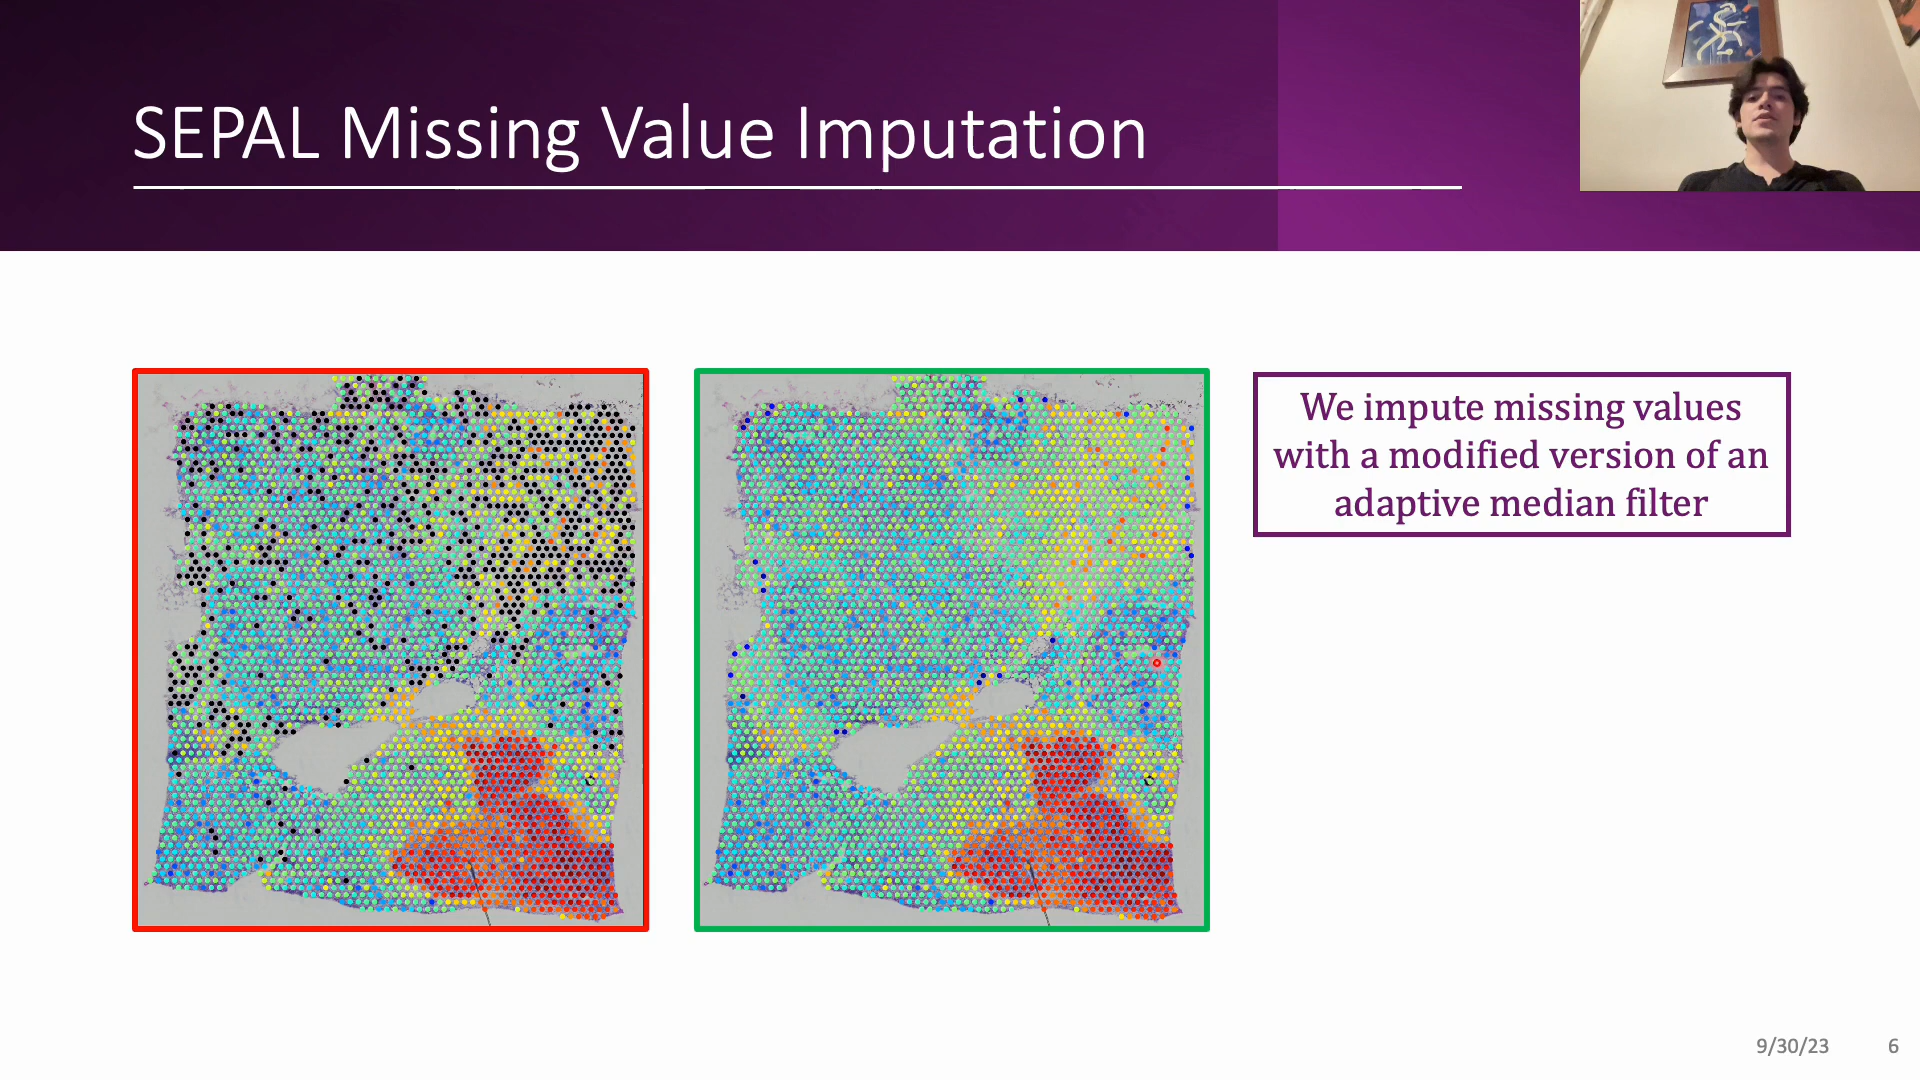 SEPAL Missing Value Imputation
We impute missing values
with a modified version of an
adaptive median filter
9/30/23
6